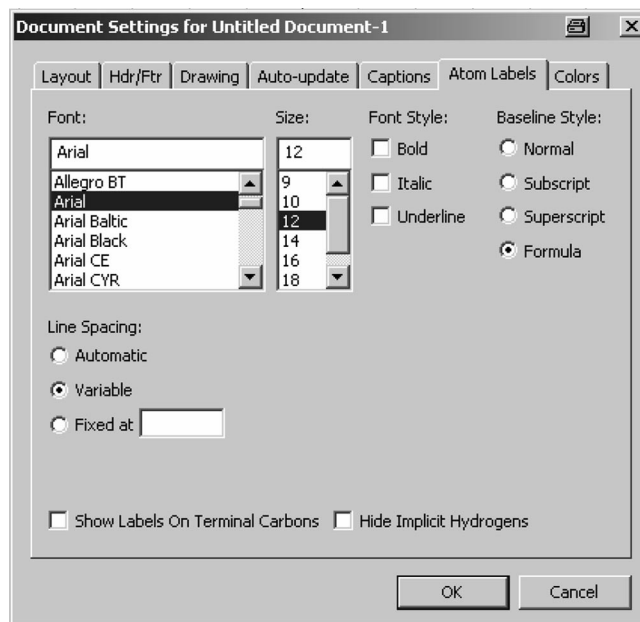 Document Settings for Untitled Document-1
Layout Hdr/Ftr Drawing Auto-update Captions Atom Labels Colors
Font: Size: Font Style: Baseline Style:
Arial 12 Bold Normal
Allegro BT 9 Italic Subscript
Arial 10 Underline Superscript
Arial Baltic 12 Formula
Arial Black 14
Arial CE 16
Arial CYR 18
Line Spacing:
Automatic
Variable
Fixed at
Show Labels On Terminal Carbons Hide Implicit Hydrogens
OK Cancel